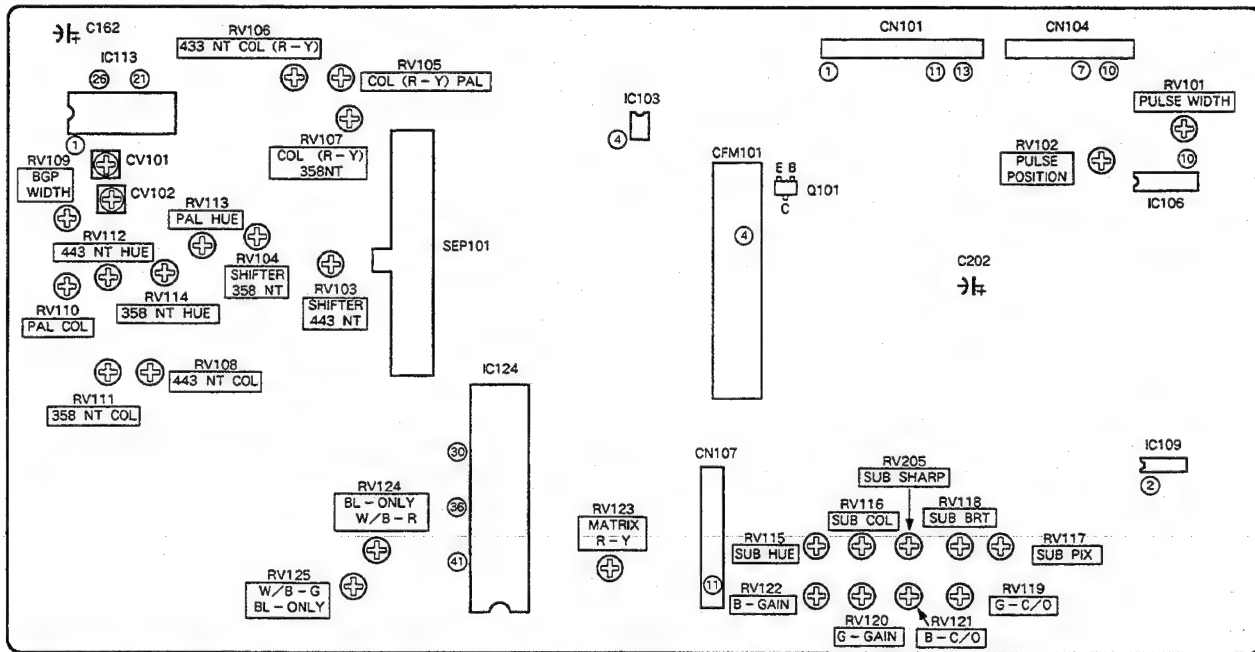 C162
IC113
26
21
1
RV106
433 NT COL (R-Y)
RV105
COL (R-Y) PAL
RV107
COL (R-Y)
358NT
CN101
1
11
13
CN104
7
10
RV101
PULSE WIDTH
IC103
4
RV102
PULSE
POSITION
10
IC106
RV109
BGP
WIDTH
CV101
CV102
CFM101
4
E B
Q101
C
RV113
PAL HUE
RV112
443 NT HUE
RV104
SHIFTER
358 NT
SEP101
RV103
SHIFTER
443 NT
RV114
358 NT HUE
RV110
PAL COL
C202
RV108
443 NT COL
RV111
358 NT COL
IC124
30
36
41
RV124
BL-ONLY
W/B-R
RV125
W/B-G
BL-ONLY
RV123
MATRIX
R-Y
CN107
11
RV205
SUB SHARP
RV116
SUB COL
RV118
SUB BRT
RV115
SUB HUE
RV117
SUB PIX
RV122
B-GAIN
RV119
G-C/O
RV120
G-GAIN
RV121
B-C/O
IC109
2